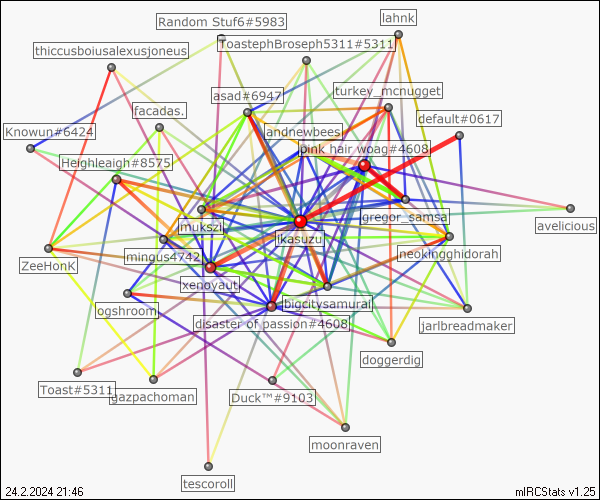 lahnk
Random Stuf6#5983
ToastephBroseph5311#5311
thiccusboiusalexusjoneus
turkey_mcnugget
asad#6947
facadas.
default#0617
Knowun#6424
landnewbees
pink hair woag#4608
Heighleaigh#8575
gregor_samsa
mukszi
avelicious
ikasuzu
neokingghidorah
mingus4742
ZeeHonk
xenoyaut
bigcitysamurai
ogshroom
disaster of passion#4608
jarlbreadmaker
doggerdig
Toast#5311
gazpachoman
Duck™#9103
moonraven
tescoroll
24.2.2024 21:46
mIRCStats v1.25